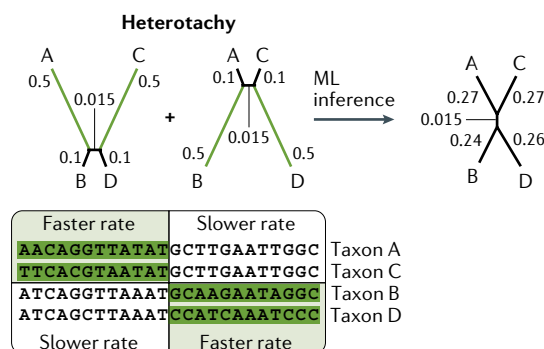 Heterotachy
A C A C ML inference A C
0.5 0.5 0.1 0.1 0.27 0.27
0.015 + 0.015 0.015
0.1 0.1 0.5 0.5 0.24 0.26
B D B D B D
Faster rate Slower rate
AACAGGTTATATGCTTGAATTGGC Taxon A
TTCACGTAATATGCTTGAATTGGC Taxon C
ATCAGGTTAAATGCAAGAATAGGC Taxon B
ATCAGCTTAAATCCATCAAATCCC Taxon D
Slower rate Faster rate